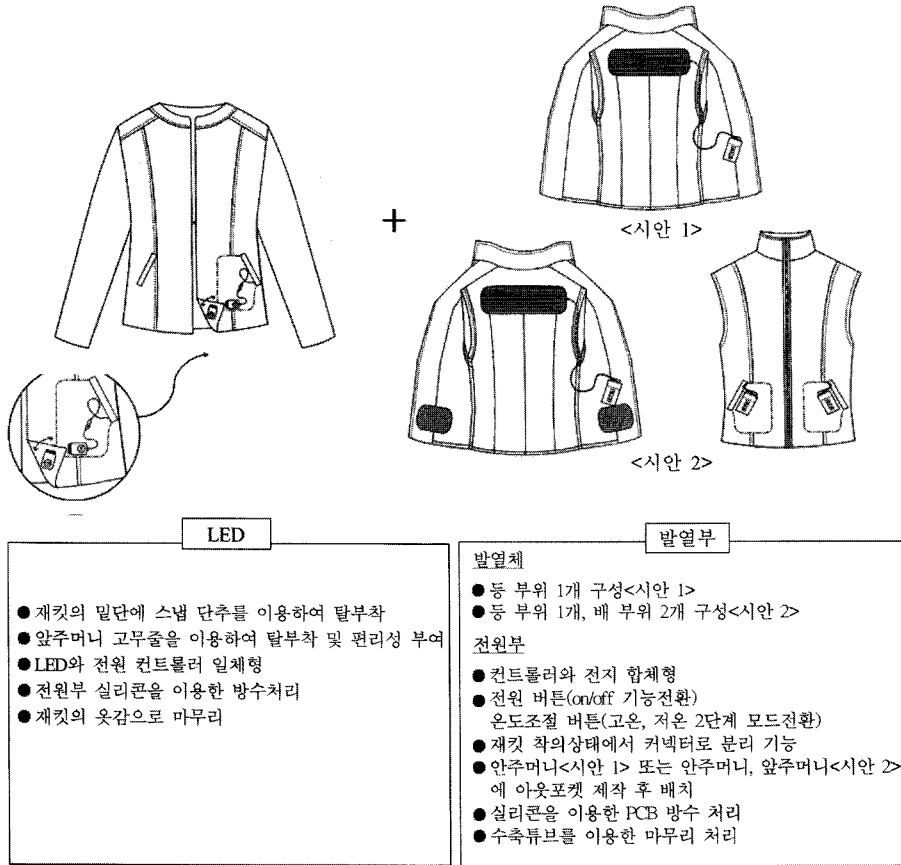 +
<시안 1>
<시안 2>
LED
● 재킷의 밑단에 스냅 단추를 이용하여 탈부착
● 앞주머니 고무줄을 이용하여 탈부착 및 편리성 부여
● LED와 전원 컨트롤러 일체형
● 전원부 실리콘을 이용한 방수처리
● 재킷의 옷감으로 마무리
발열부
발열체
● 등 부위 1개 구성<시안 1>
● 등 부위 1개, 배 부위 2개 구성<시안 2>
전원부
● 컨트롤러와 전지 합체형
● 전원 버튼(on/off 기능전환)
온도조절 버튼(고온, 저온 2단계 모드전환)
● 재킷 착의상태에서 커넥터로 분리 기능
● 안주머니<시안 1> 또는 안주머니, 앞주머니<시안 2>
에 아웃포켓 제작 후 배치
● 실리콘을 이용한 PCB 방수 처리
● 수축튜브를 이용한 마무리 처리